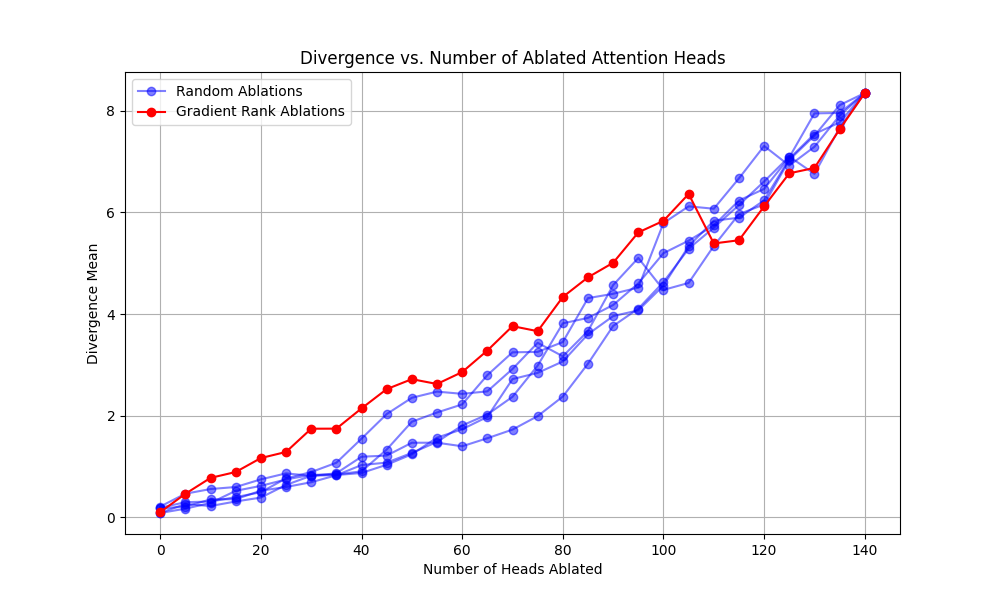 Divergence vs. Number of Ablated Attention Heads
Random Ablations
Gradient Rank Ablations
Divergence Mean
8
6
4
2
0
0 20 40 60 80 100 120 140
Number of Heads Ablated